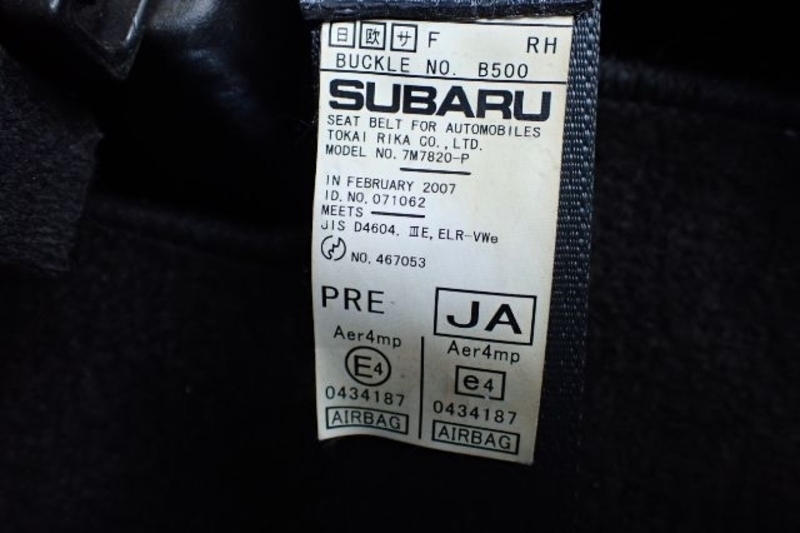 日 欧 サ F RH
BUCKLE NO. B500
SUBARU
SEAT BELT FOR AUTOMOBILES
TOKAI RIKA CO., LTD.
MODEL NO. 7M7820-P
IN FEBRUARY 2007
ID. NO. 071062
MEETS
JIS D4604. ⅢE, ELR-VWe
NO. 467053
PRE
JA
Aer4mp
E4
0434187
AIRBAG
Aer4mp
e4
0434187
AIRBAG